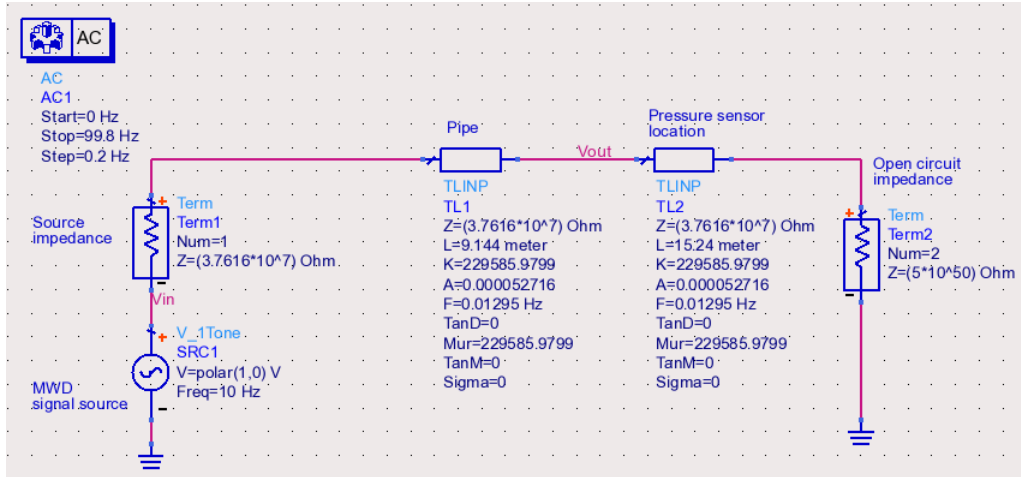 AC
AC
AC1
Start=0 Hz
Stop=99.8 Hz
Step=0.2 Hz
Source
impedance
Term
Term1
Num=1
Z=(3.7616*10^7) Ohm
Vin
MWD
signal source
V_1Tone
SRC1
V=polar(1,0) V
Freq=10 Hz
Pipe
TLINP
TL1
Z=(3.7616*10^7) Ohm
L=9.144 meter
K=229585.9799
A=0.000052716
F=0.01295 Hz
TanD=0
Mur=229585.9799
TanM=0
Sigma=0
Vout
Pressure sensor
location
TLINP
TL2
Z=(3.7616*10^7) Ohm
L=15.24 meter
K=229585.9799
A=0.000052716
F=0.01295 Hz
TanD=0
Mur=229585.9799
TanM=0
Sigma=0
Open circuit
impedance
Term
Term2
Num=2
Z=(5*10^50) Ohm